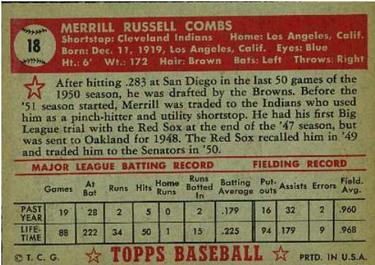 18
MERRILL RUSSELL COMBS
Shortstop: Cleveland Indians Home: Los Angeles, Calif.
Born: Dec. 11, 1919, Los Angeles, Calif. Eyes: Blue
Ht.: 6' Wt.: 172 Hair: Brown Bats: Left Throws: Right
After hitting .283 at San Diego in the last 50 games of the
1950 season, he was drafted by the Browns. Before the
'51 season started, Merrill was traded to the Indians who used
him as a pinch-hitter and utility shortstop. He had his first Big
League trial with the Red Sox at the end of the '47 season, but
was sent to Oakland for 1948. The Red Sox recalled him in '49
and traded him to the Senators in '50.
MAJOR LEAGUE BATTING RECORD FIELDING RECORD
Games At Bat Runs Hits Home Runs Runs Batted In Batting Average Put-outs Assists Errors Field. Avg.
PAST YEAR 19 28 2 5 0 2 .179 16 32 2 .960
LIFE-TIME 88 222 34 50 1 15 .225 94 179 9 .968
© T. C. G. TOPPS BASEBALL PRTD. IN U.S.A.